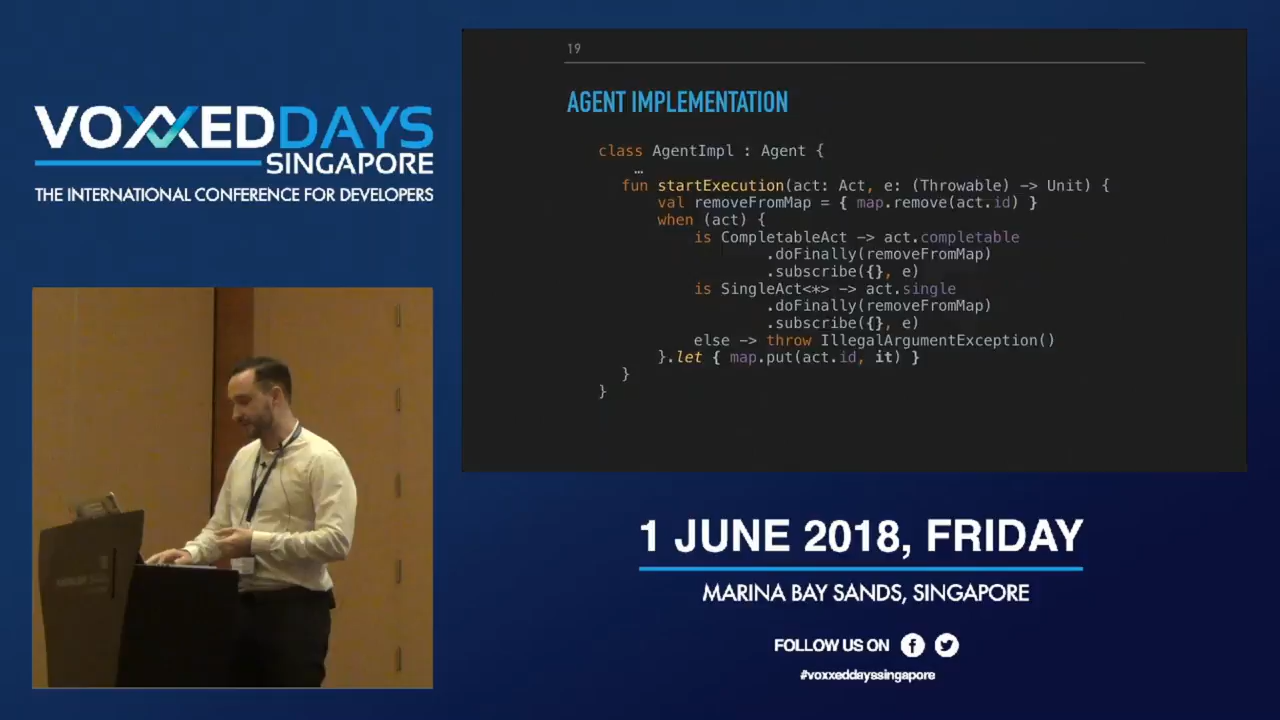 VOXXEDDAYS
SINGAPORE
THE INTERNATIONAL CONFERENCE FOR DEVELOPERS
19
AGENT IMPLEMENTATION
class AgentImpl : Agent {
…
fun startExecution(act: Act, e: (Throwable) -> Unit) {
val removeFromMap = { map.remove(act.id) }
when (act) {
is CompletableAct -> act.completable
.doFinally(removeFromMap)
.subscribe({}, e)
is SingleAct<*> -> act.single
.doFinally(removeFromMap)
.subscribe({}, e)
else -> throw IllegalArgumentException()
}.let { map.put(act.id, it) }
}
}
1 JUNE 2018, FRIDAY
MARINA BAY SANDS, SINGAPORE
FOLLOW US ON
#voxxeddayssingapore